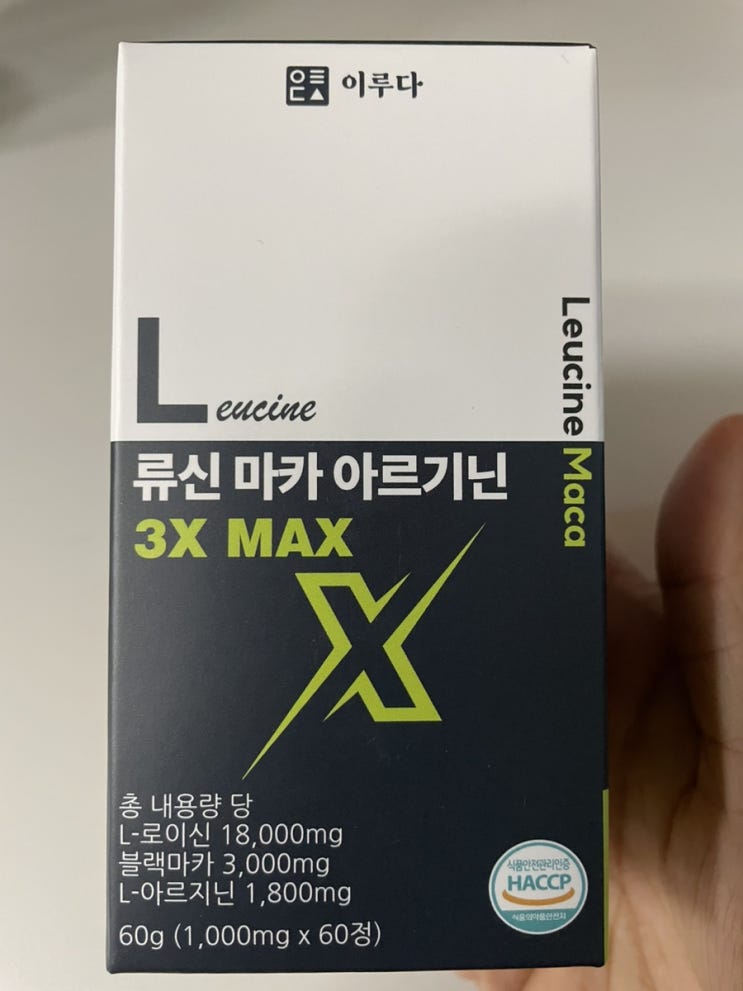 이루다
Leucine
류신 마카 아르기닌
3X MAX
X
Leucine Maca
총 내용량 당
L-로이신 18,000mg
블랙마카 3,000mg
L-아르지닌 1,800mg
60g (1,000mg x 60정)
식품안전관리인증
HACCP
식품의약품안전처